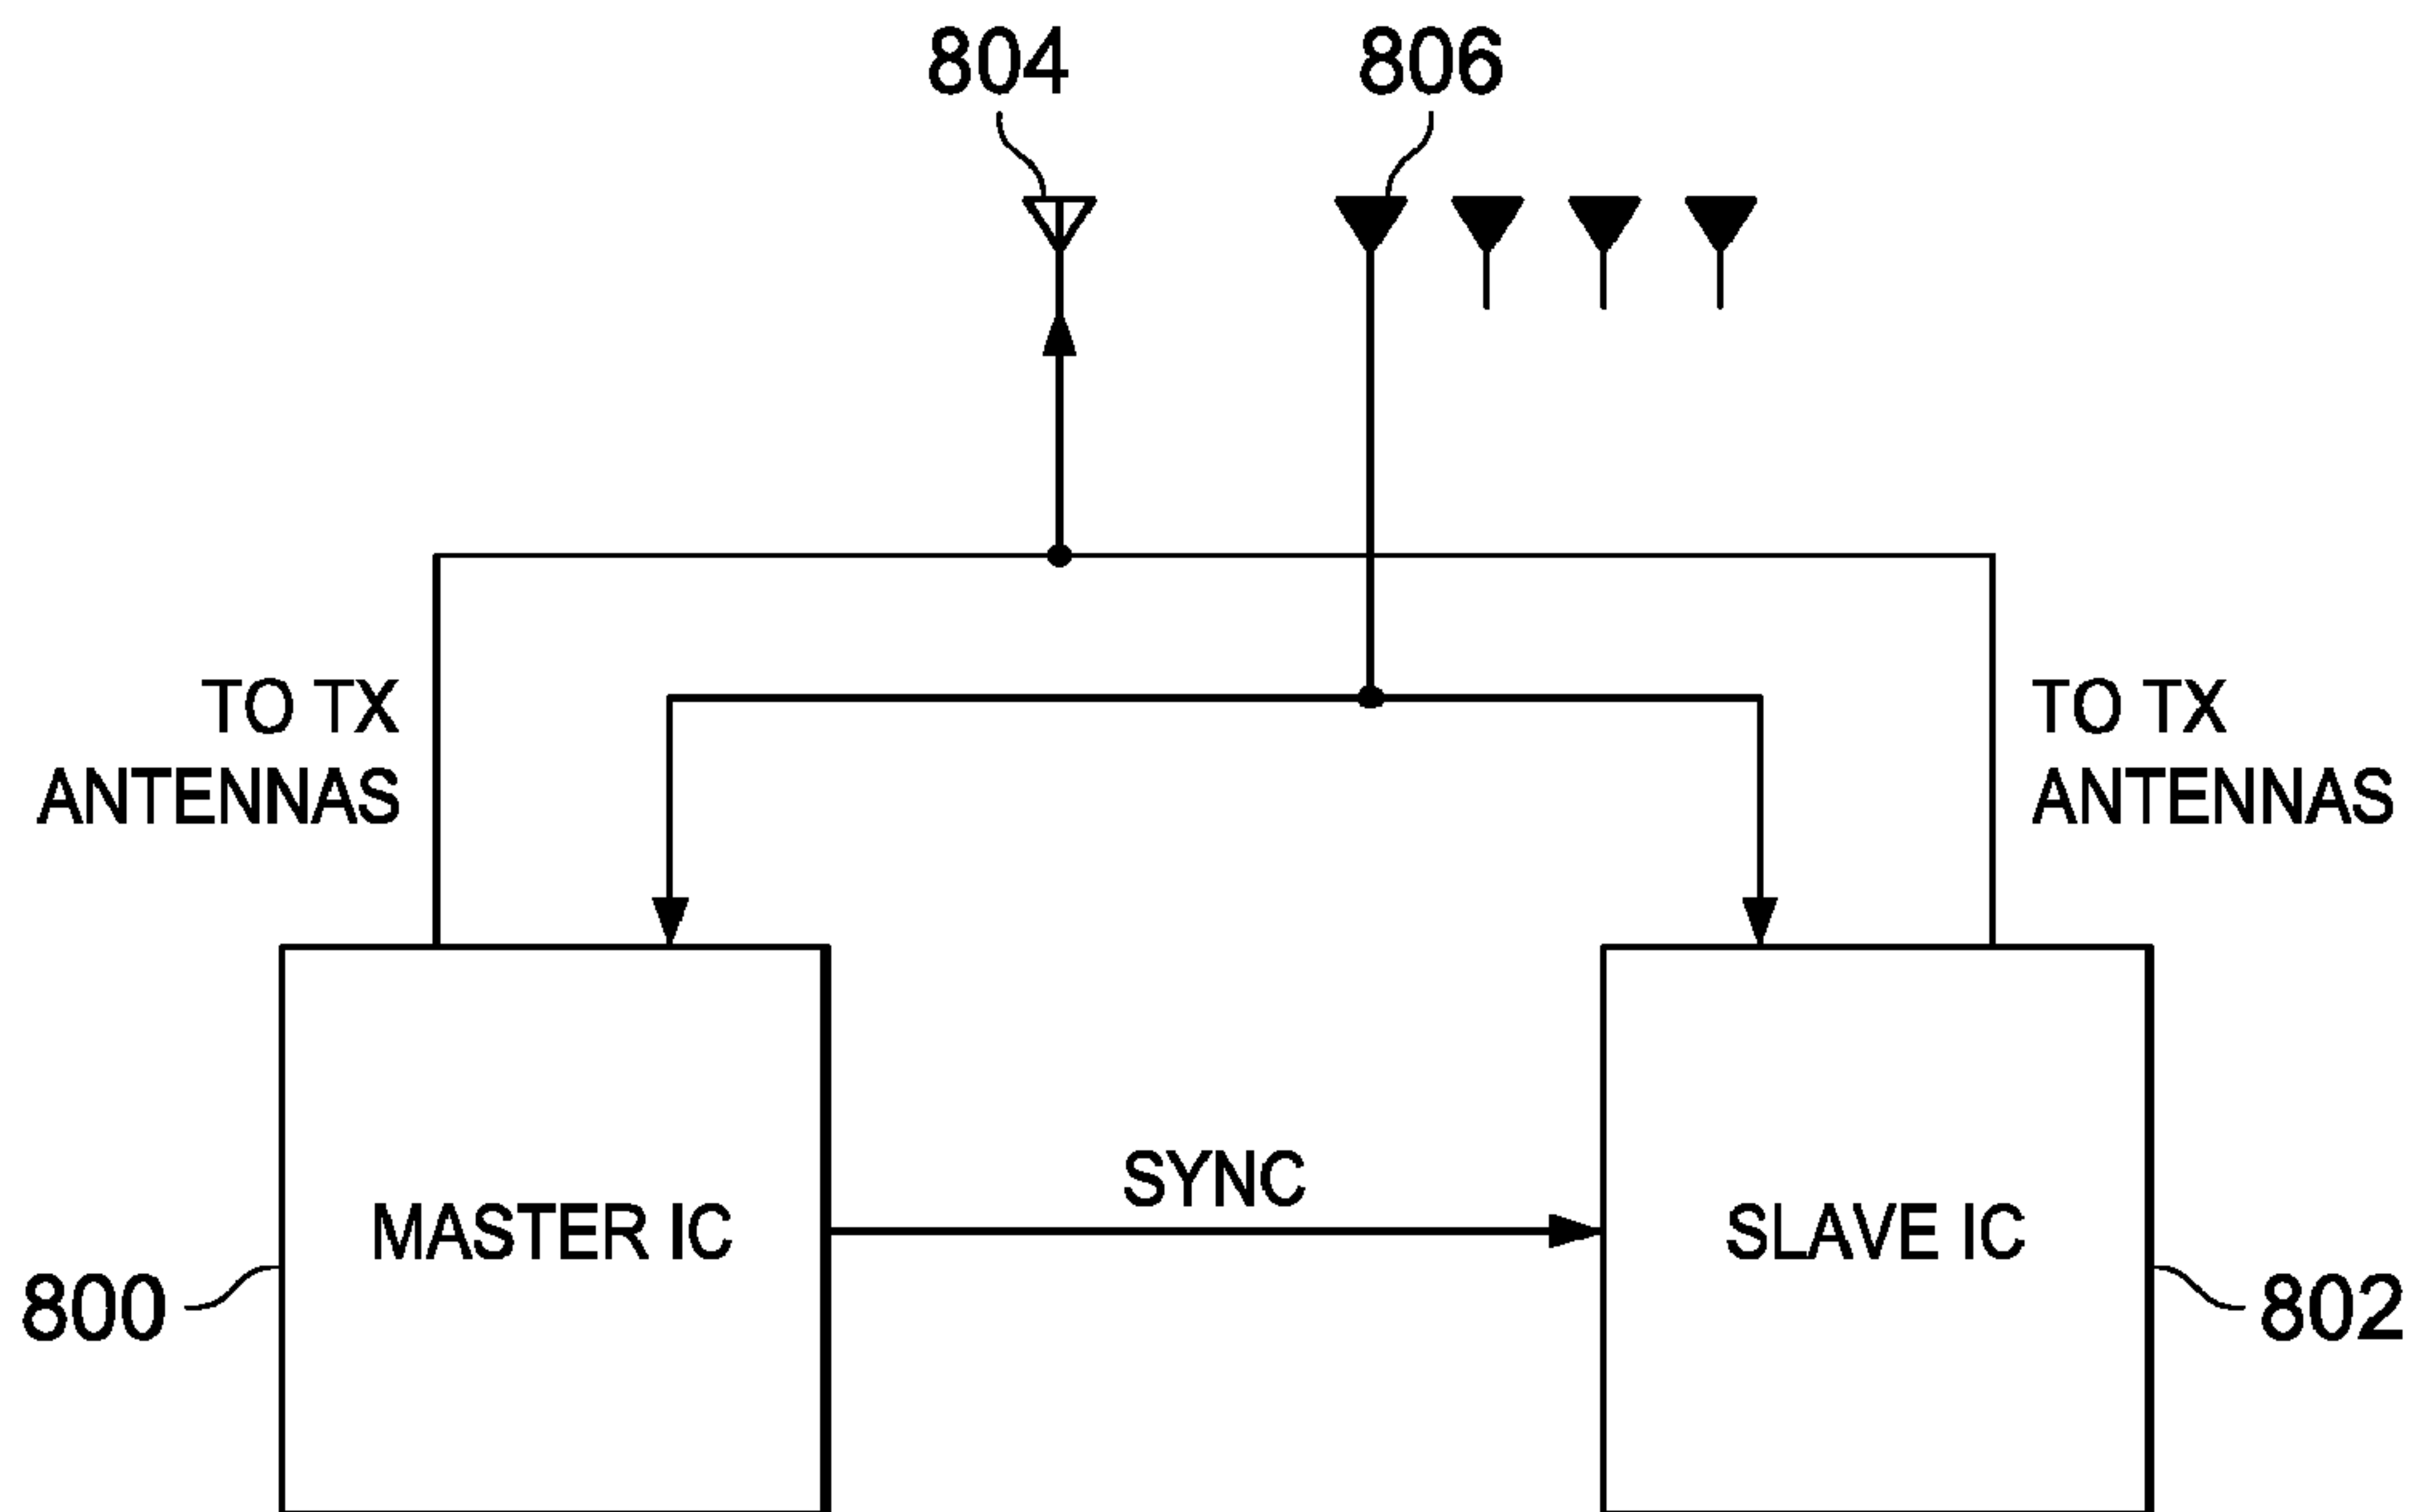 804
806
TO TX
ANTENNAS
TO TX
ANTENNAS
SYNC
MASTER IC
SLAVE IC
800
802